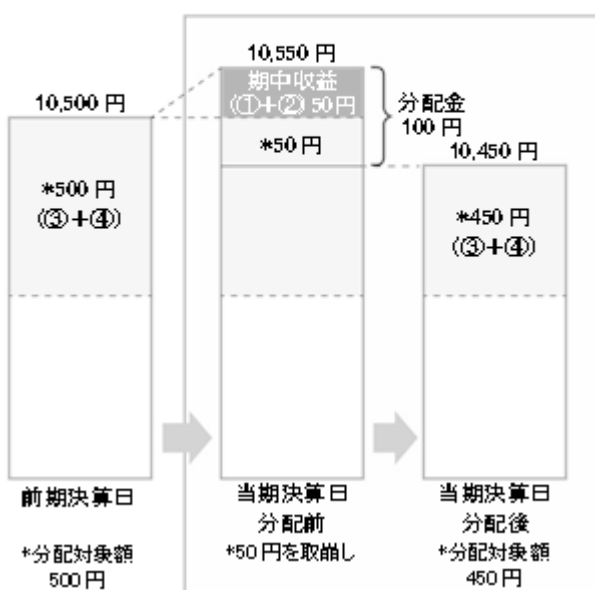 10,500 円
*500 円
(③+④)
前期決算日
*分配対象額
500 円
10,550 円
期中収益
(①+②) 50 円
*50 円
分配金
100 円
当期決算日
分配前
*50 円を取崩し
10,450 円
*450 円
(③+④)
当期決算日
分配後
*分配対象額
450 円